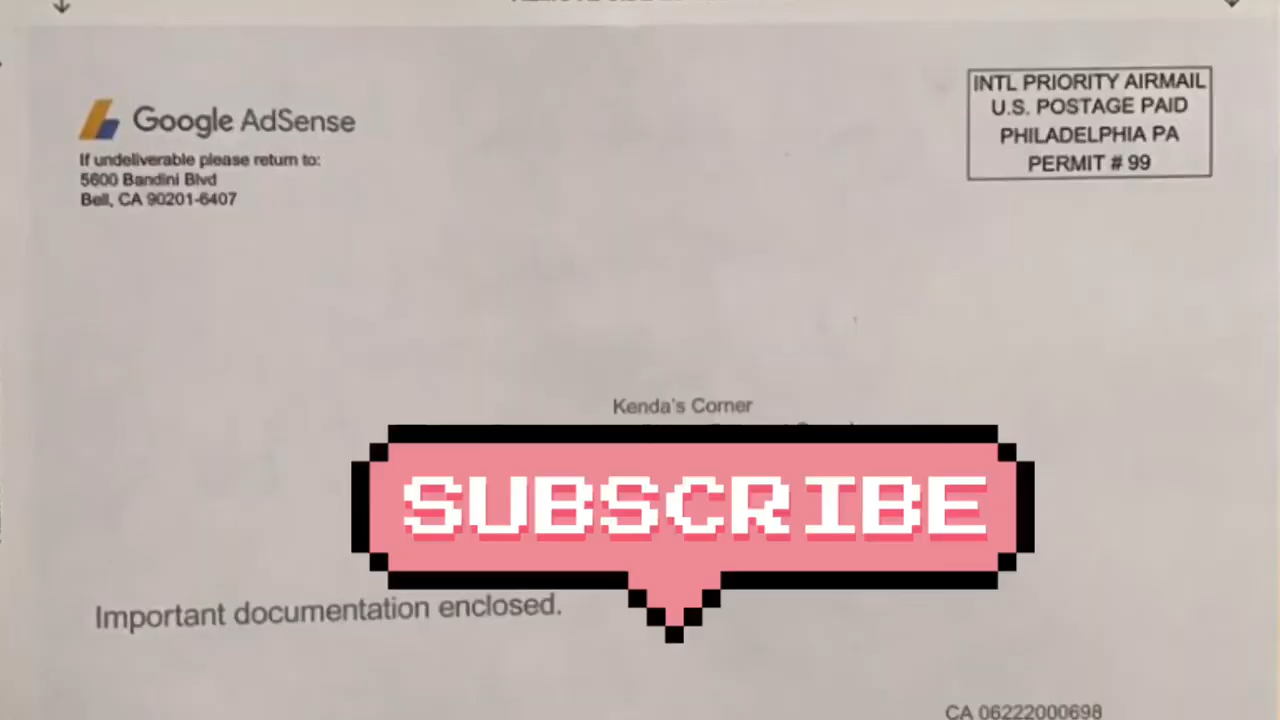 Google AdSense
If undeliverable please return to:
5600 Bandini Blvd
Bell, CA 90201-6407
INTL PRIORITY AIRMAIL
U.S. POSTAGE PAID
PHILADELPHIA PA
PERMIT # 99
Kenda's Corner
SUBSCRIBE
Important documentation enclosed.
CA 06222000698